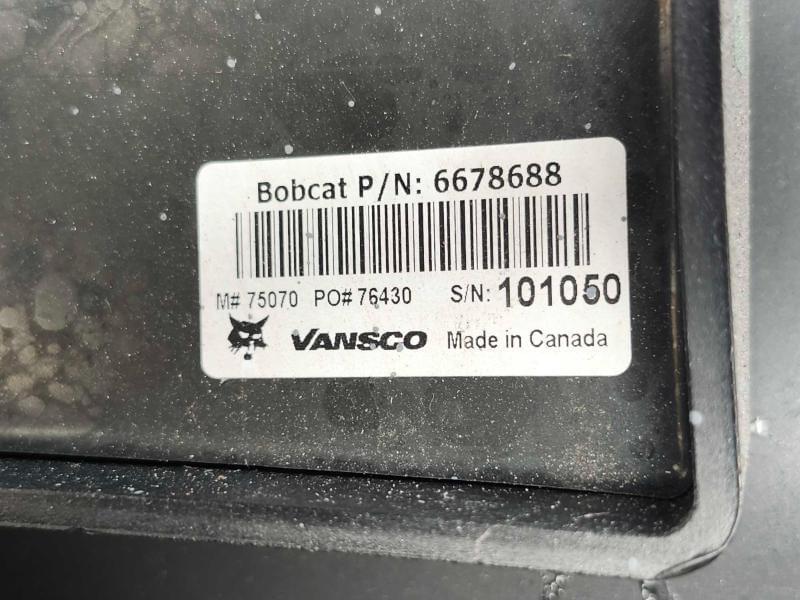 Bobcat P/N: 6678688
M# 75070 PO# 76430 S/N: 101050
VANSCO Made in Canada